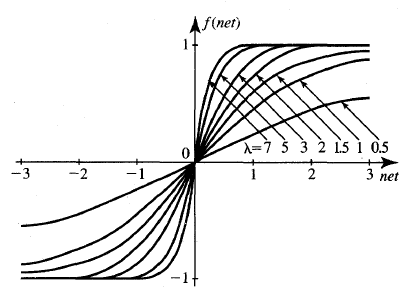 f(net)
1
0
λ=7 5 3 2 1.5 1 0.5
−3 −2 −1 1 2 3 net
−1